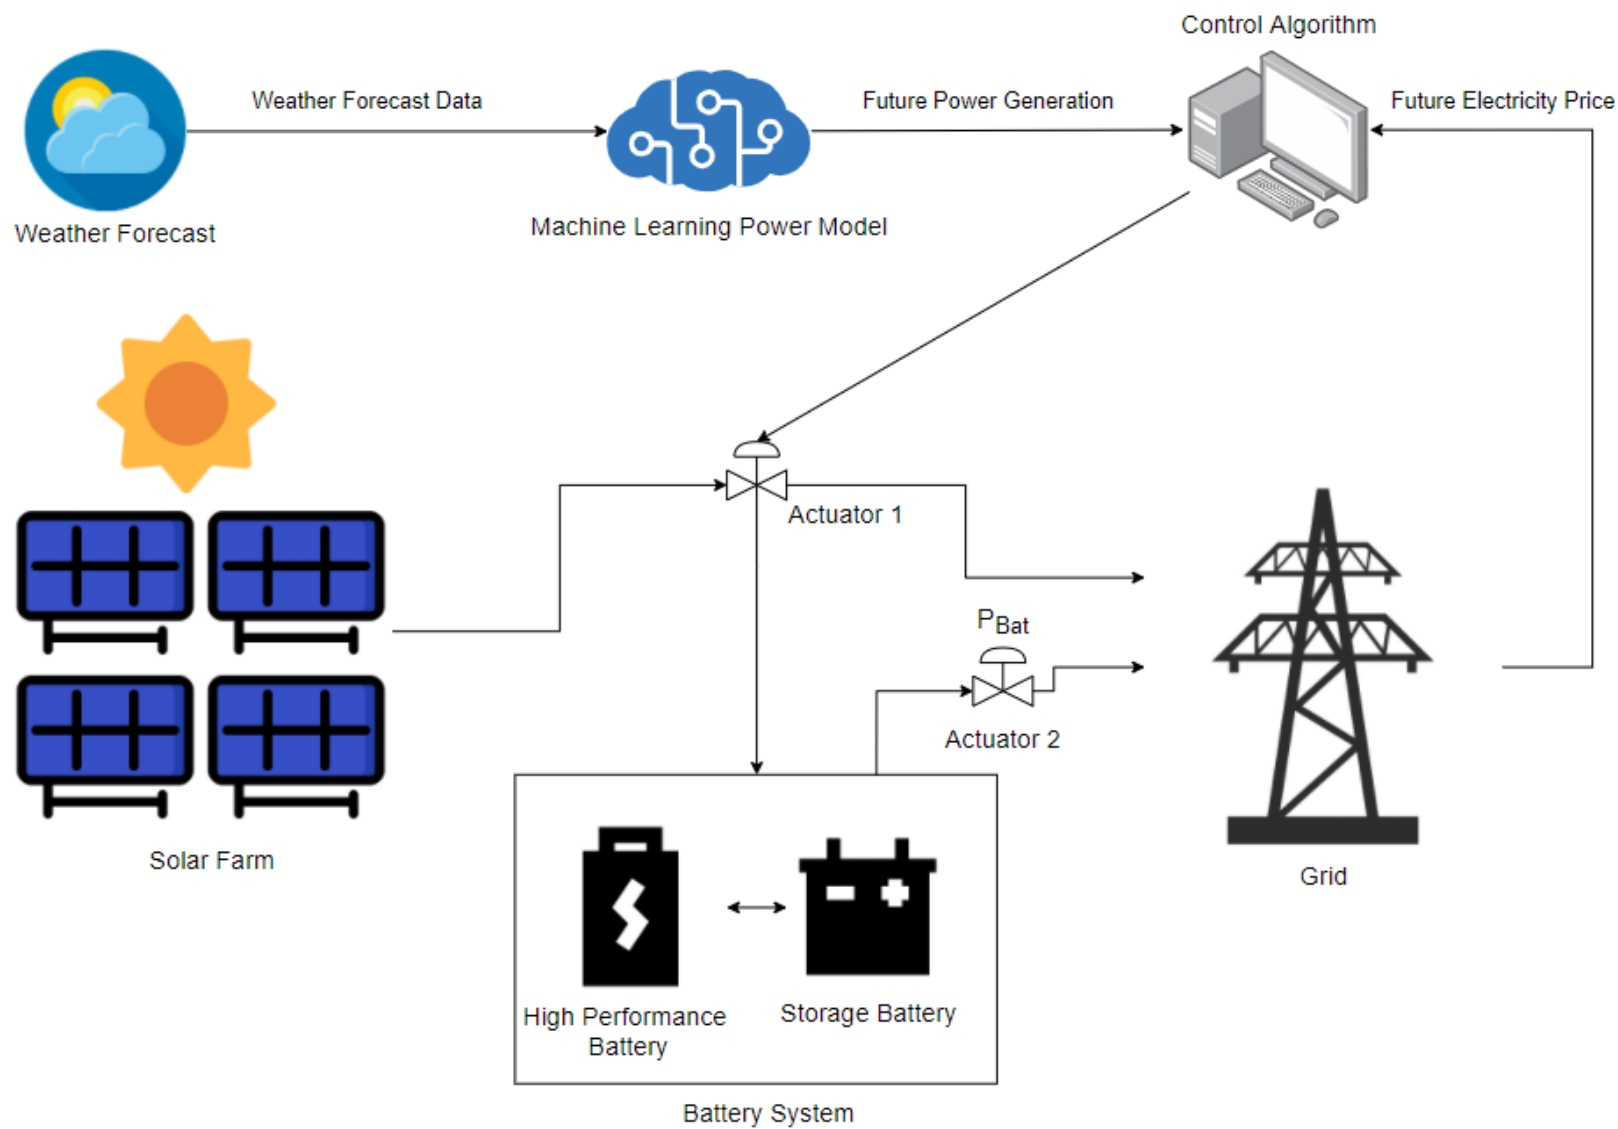 Control Algorithm
Weather Forecast Data
Future Power Generation
Future Electricity Price
Weather Forecast
Machine Learning Power Model
Actuator 1
PBat
Actuator 2
Solar Farm
Grid
High Performance
Battery
Storage Battery
Battery System